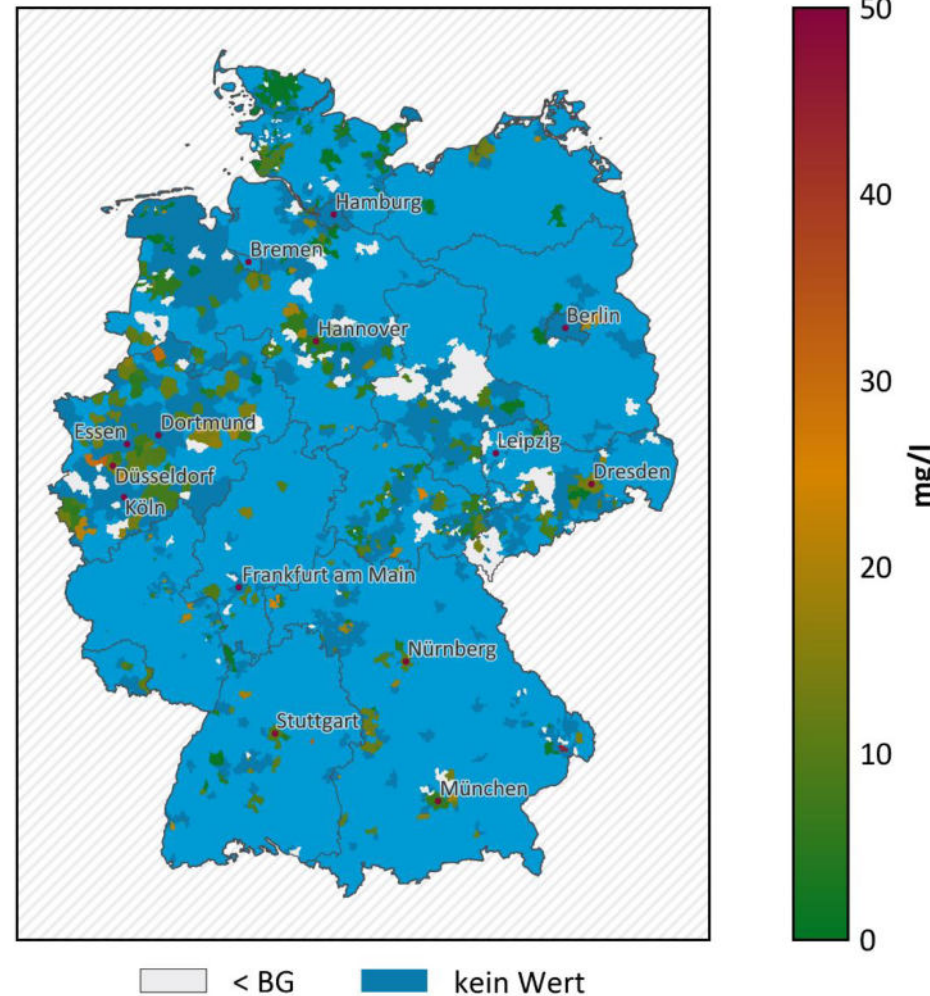 Hamburg
Bremen
Berlin
Hannover
Dortmund
Essen
Leipzig
Düsseldorf
Dresden
Köln
Frankfurt am Main
Nürnberg
Stuttgart
München
50
40
30
20
10
0
mg/l
< BG
kein Wert